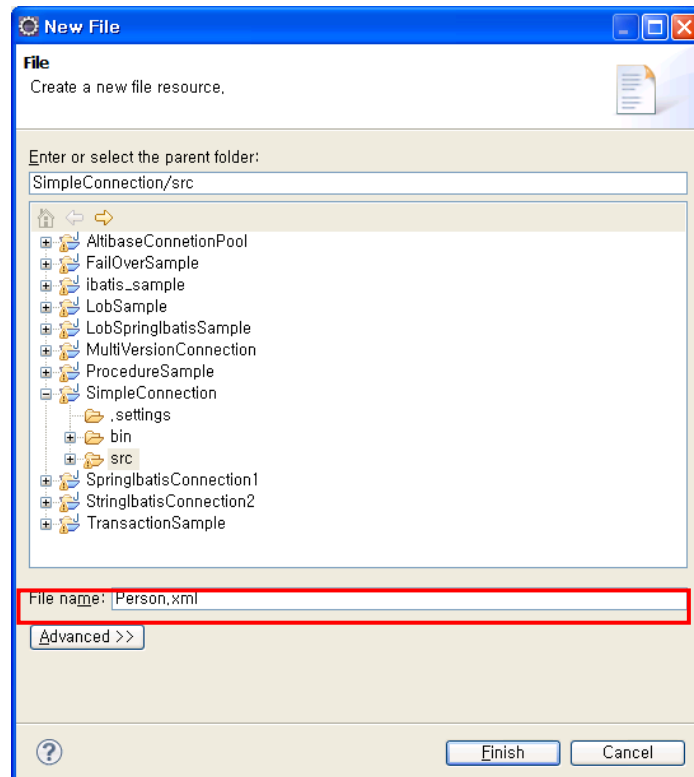 New File
File
Create a new file resource.
Enter or select the parent folder:
SimpleConnection/src
AltibaseConnetionPool
FailOverSample
ibatis_sample
LobSample
LobSpringIbatisSample
MultiVersionConnection
ProcedureSample
SimpleConnection
.settings
bin
src
SpringIbatisConnection1
StringIbatisConnection2
TransactionSample
File name: Person.xml
Advanced >>
? Finish Cancel